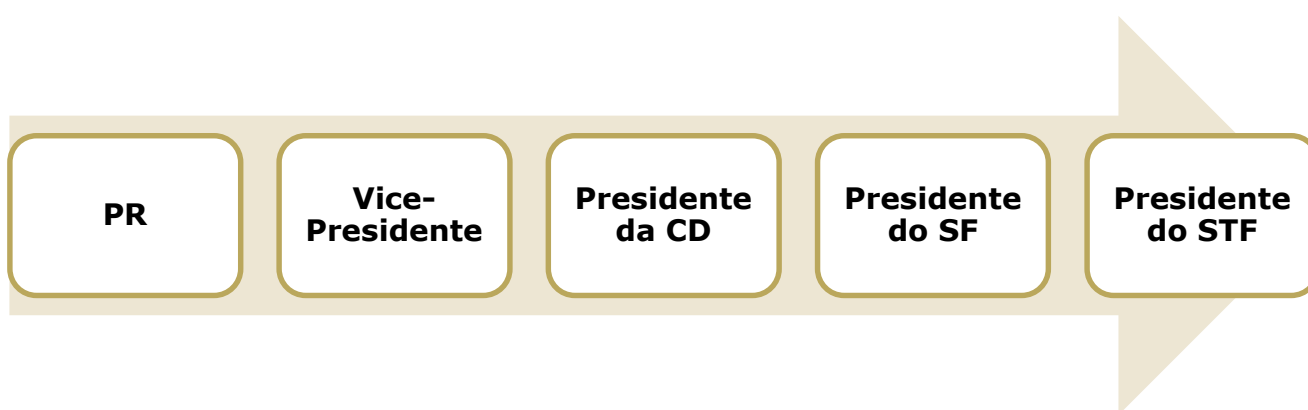 PR
Vice-
Presidente
Presidente
da CD
Presidente
do SF
Presidente
do STF